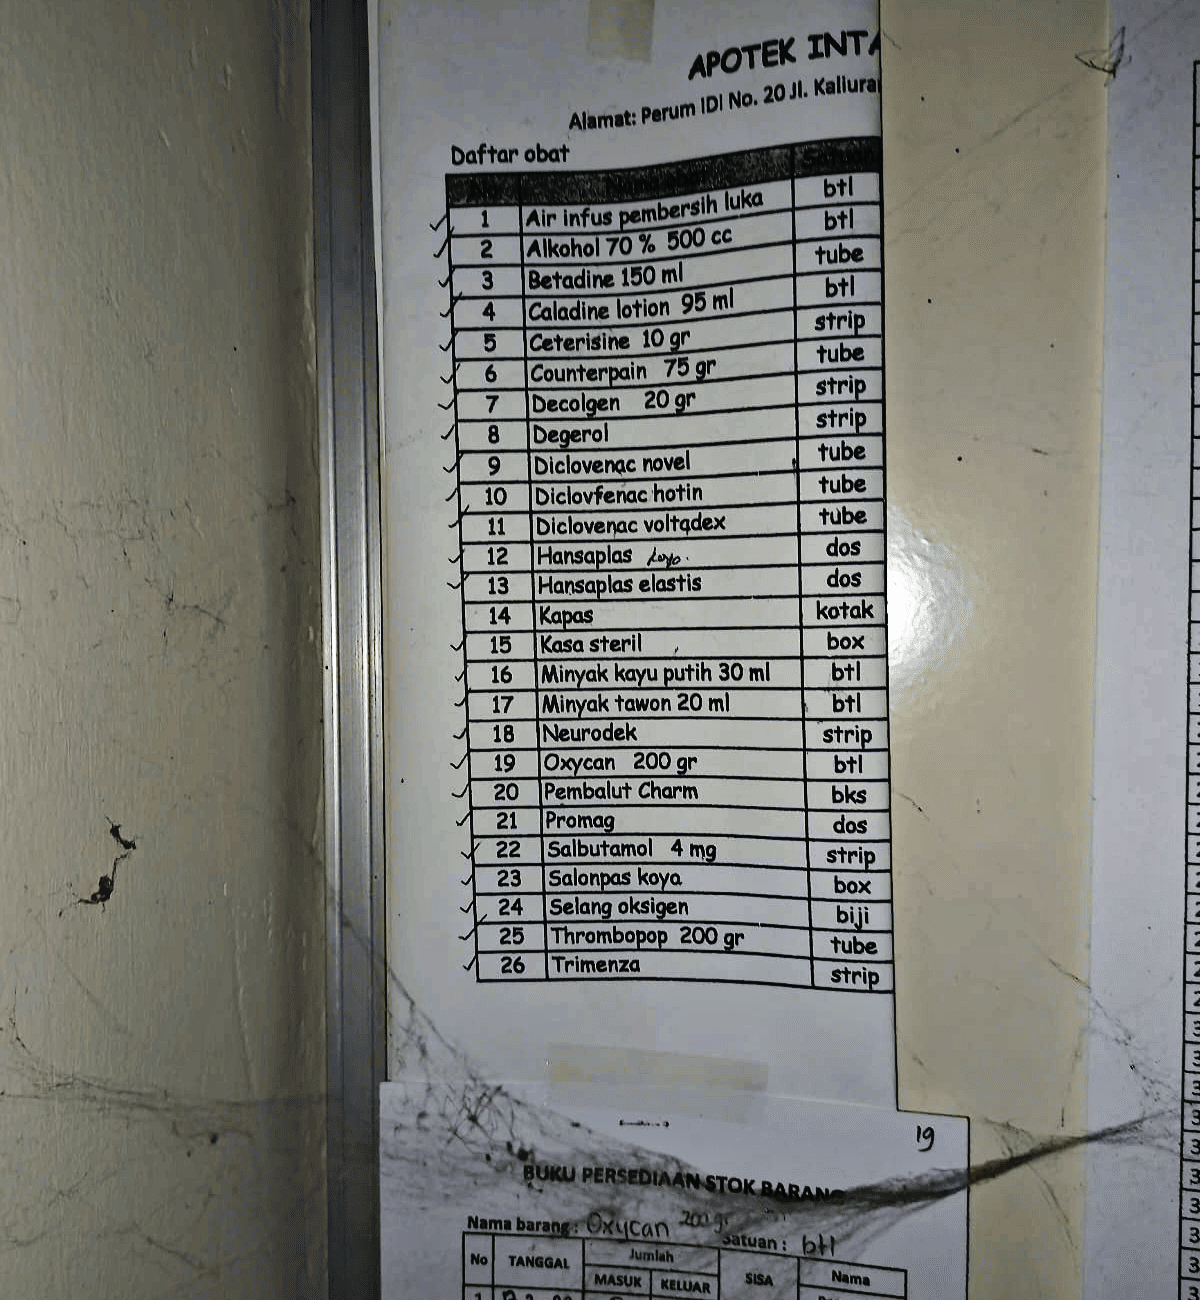 APOTEK INTA
Alamat: Perum IDI No. 20 Jl. Kaliura
Daftar obat
1 Air infus pembersih luka btl
2 Alkohol 70 % 500 cc btl
3 Betadine 150 ml tube
4 Caladine lotion 95 ml btl
5 Ceterisine 10 gr strip
6 Counterpain 75 gr tube
7 Decolgen 20 gr strip
8 Degerol strip
9 Diclovenac novel tube
10 Diclovfenac hotin tube
11 Diclovenac voltadex tube
12 Hansaplas dos
13 Hansaplas elastis dos
14 Kapas kotak
15 Kasa steril box
16 Minyak kayu putih 30 ml btl
17 Minyak tawon 20 ml btl
18 Neurodek strip
19 Oxycan 200 gr btl
20 Pembalut Charm bks
21 Promag dos
22 Salbutamol 4 mg strip
23 Salonpas koya box
24 Selang oksigen biji
25 Thrombopop 200 gr tube
26 Trimenza strip
19
BUKU PERSEDIAAN STOK BARANG
Nama barang : Oxycan 200 gr Satuan : btl
No TANGGAL Jumlah SISA Nama
MASUK KELUAR